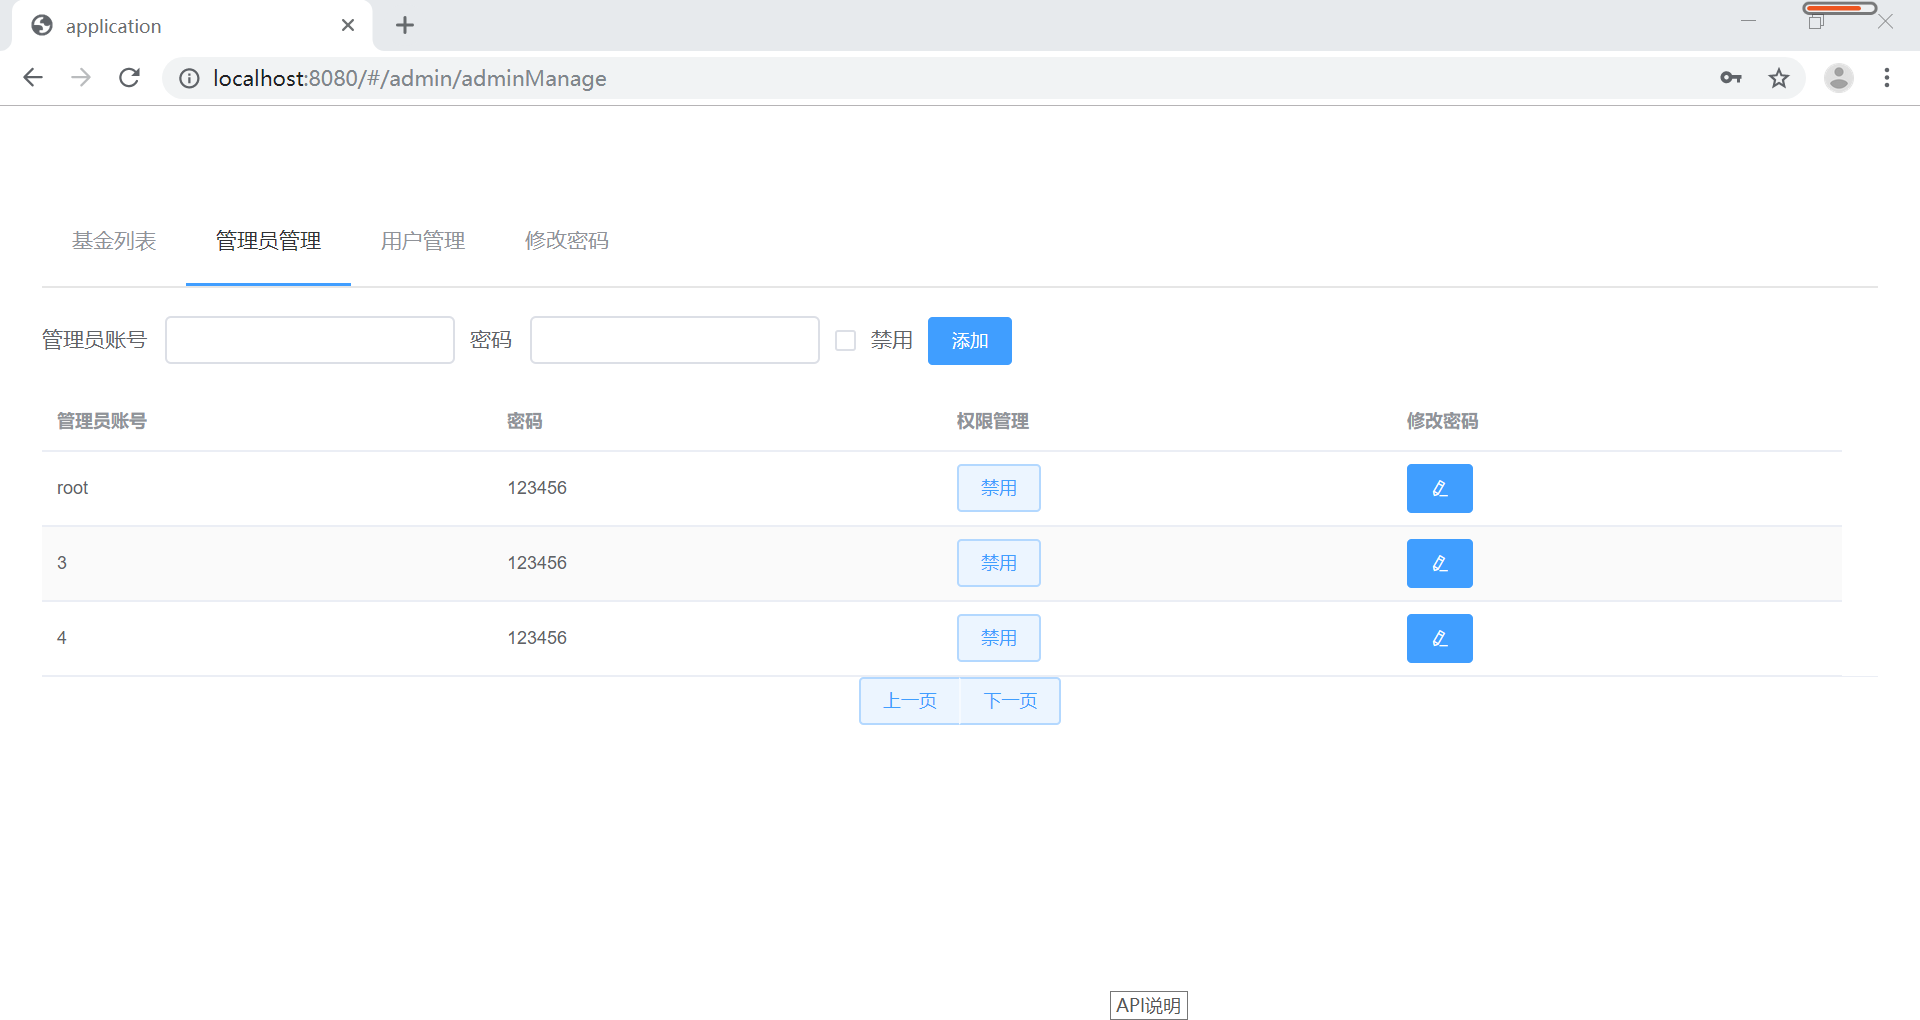 application
localhost:8080/#/admin/adminManage
基金列表 管理员管理 用户管理 修改密码
管理员账号 密码 禁用 添加
管理员账号 密码 权限管理 修改密码
root 123456 禁用
3 123456 禁用
4 123456 禁用
上一页 下一页
API说明